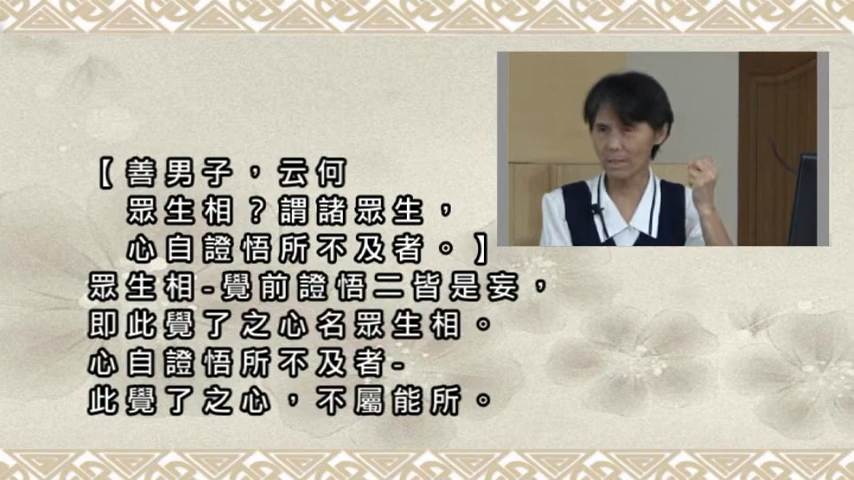 【善男子，云何
眾生相？謂諸眾生，
心自證悟所不及者。】
眾生相-覺前證悟二皆是妄，
即此覺了之心名眾生相。
心自證悟所不及者-
此覺了之心，不屬能所。